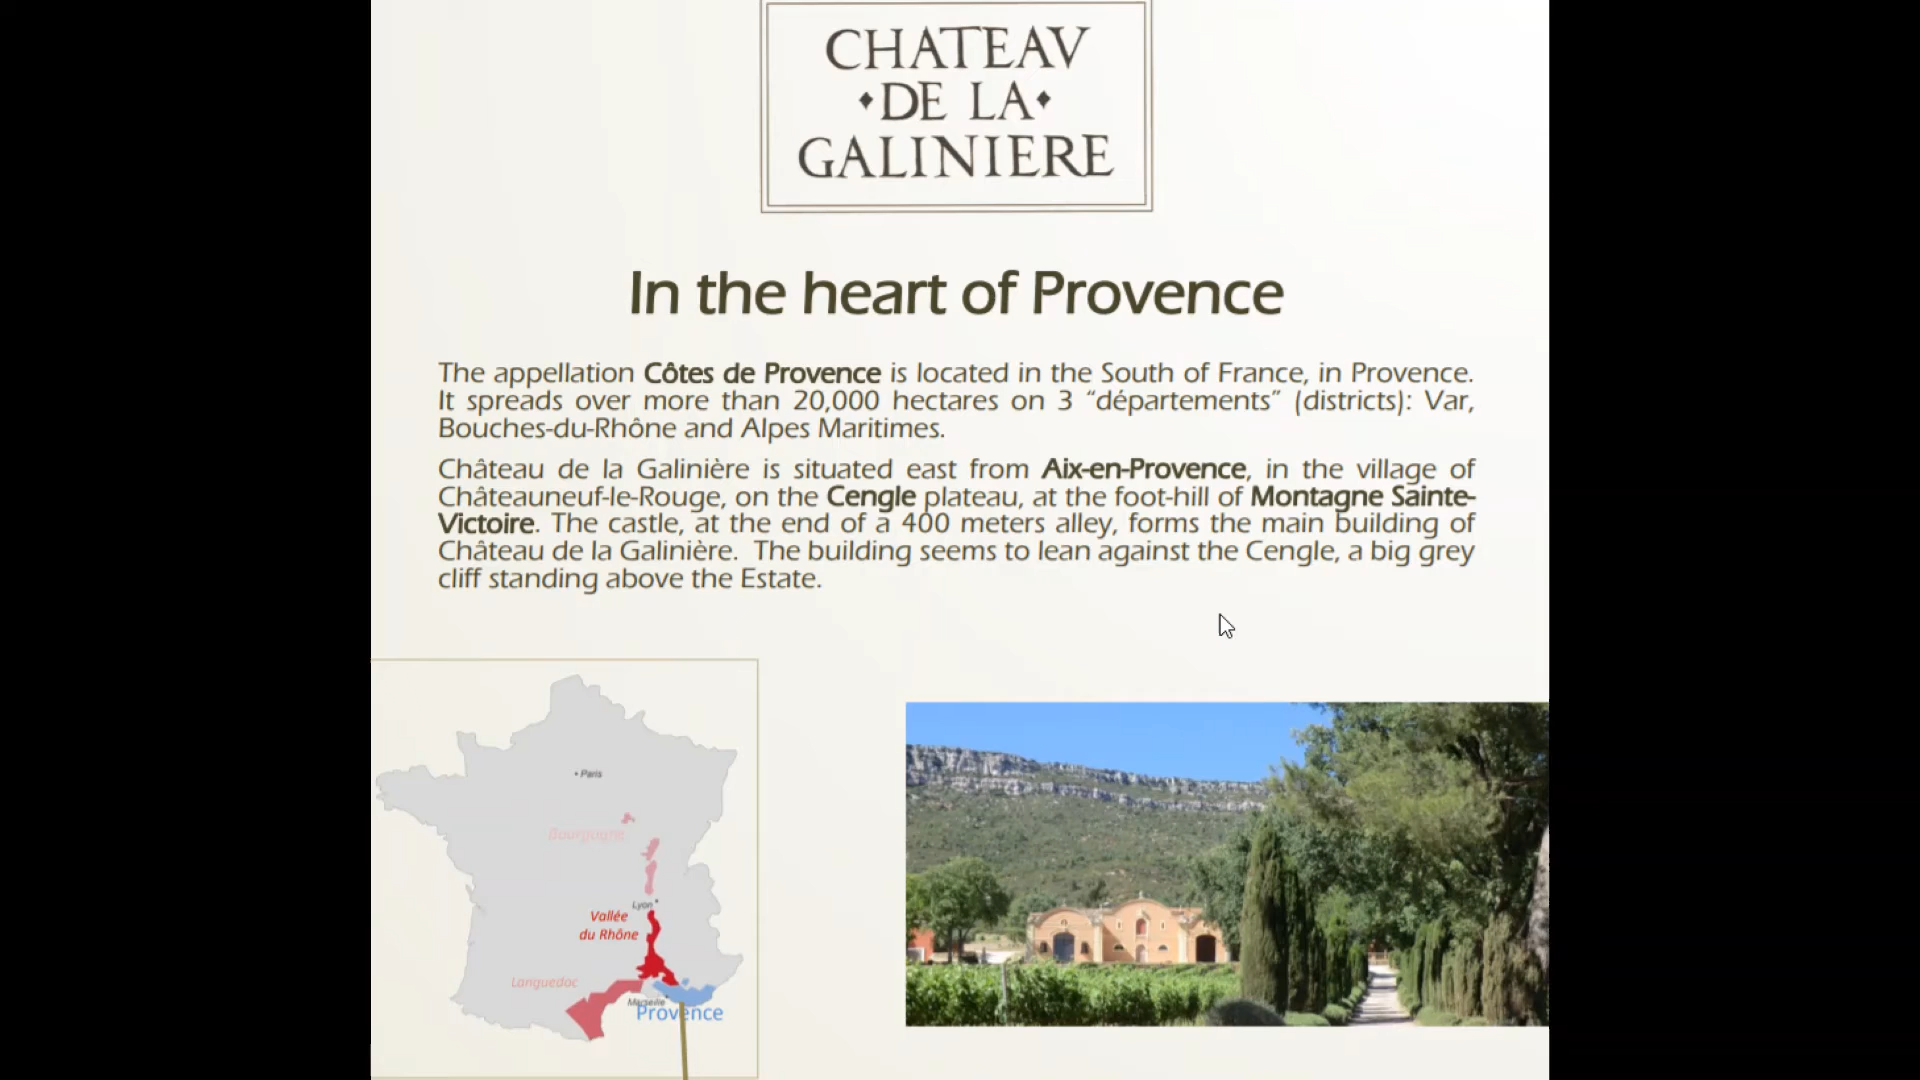 CHATEAV
♦DE LA♦
GALINIERE
In the heart of Provence
The appellation Côtes de Provence is located in the South of France, in Provence.
It spreads over more than 20,000 hectares on 3 “départements” (districts): Var,
Bouches-du-Rhône and Alpes Maritimes.
Château de la Galinière is situated east from Aix-en-Provence, in the village of
Châteauneuf-le-Rouge, on the Cengle plateau, at the foot-hill of Montagne Sainte-
Victoire. The castle, at the end of a 400 meters alley, forms the main building of
Château de la Galinière. The building seems to lean against the Cengle, a big grey
cliff standing above the Estate.
Paris
Bourgogne
Lyon
Vallée
du Rhône
Languedoc
Marseille
Provence